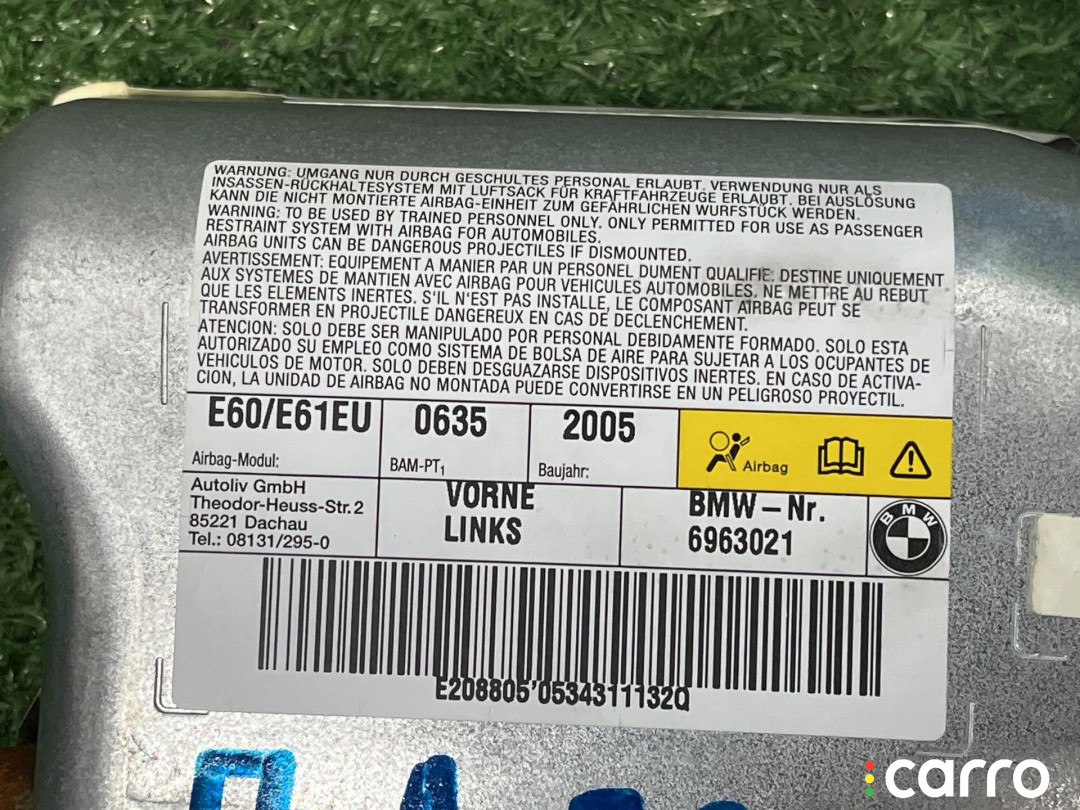 WARNUNG: UMGANG NUR DURCH GESCHULTES PERSONAL ERLAUBT. VERWENDUNG NUR ALS
INSASSEN-RÜCKHALTESYSTEM MIT LUFTSACK FÜR KRAFTFAHRZEUGE ERLAUBT. BEI AUSLÖSUNG
KANN DIE NICHT MONTIERTE AIRBAG-EINHEIT ZUM GEFÄHRLICHEN WURFSTÜCK WERDEN.
WARNING: TO BE USED BY TRAINED PERSONNEL ONLY. ONLY PERMITTED FOR USE AS PASSENGER
RESTRAINT SYSTEM WITH AIRBAG FOR AUTOMOBILES.
AIRBAG UNITS CAN BE DANGEROUS PROJECTILES IF DISMOUNTED.
AVERTISSEMENT: EQUIPEMENT A MANIER PAR UN PERSONEL DUMENT QUALIFIE. DESTINE UNIQUEMENT
AUX SYSTEMES DE MANTIEN AVEC AIRBAG POUR VEHICULES AUTOMOBILES. NE METTRE AU REBUT
QUE LES ELEMENTS INERTES. S'IL N'EST PAS INSTALLE, LE COMPOSANT AIRBAG PEUT SE
TRANSFORMER EN PROJECTILE DANGEREUX EN CAS DE DECLENCHEMENT.
ATENCION: SOLO DEBE SER MANIPULADO POR PERSONAL DEBIDAMENTE FORMADO. SOLO ESTA
AUTORIZADO SU EMPLEO COMO SISTEMA DE BOLSA DE AIRE PARA SUJETAR A LOS OCUPANTES DE
VEHICULOS DE MOTOR. SOLO DEBEN DESGUAZARSE DISPOSITIVOS INERTES. EN CASO DE ACTIVA-
CION, LA UNIDAD DE AIRBAG NO MONTADA PUEDE CONVERTIRSE EN UN PELIGROSO PROYECTIL.
E60/E61EU 0635 2005
Airbag-Modul: BAM-PT1 Baujahr: Airbag
Autoliv GmbH
Theodor-Heuss-Str. 2
85221 Dachau
Tel.: 08131/295-0
VORNE
LINKS
BMW-Nr.
6963021
BMW
E208805'0534311132Q
carro